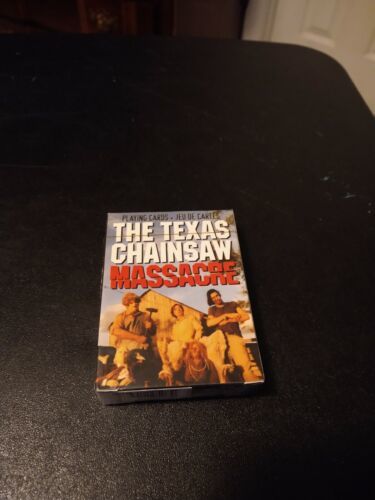 PLAYING CARDS • JEU DE CARTES
THE TEXAS
CHAINSAW
MASSACRE